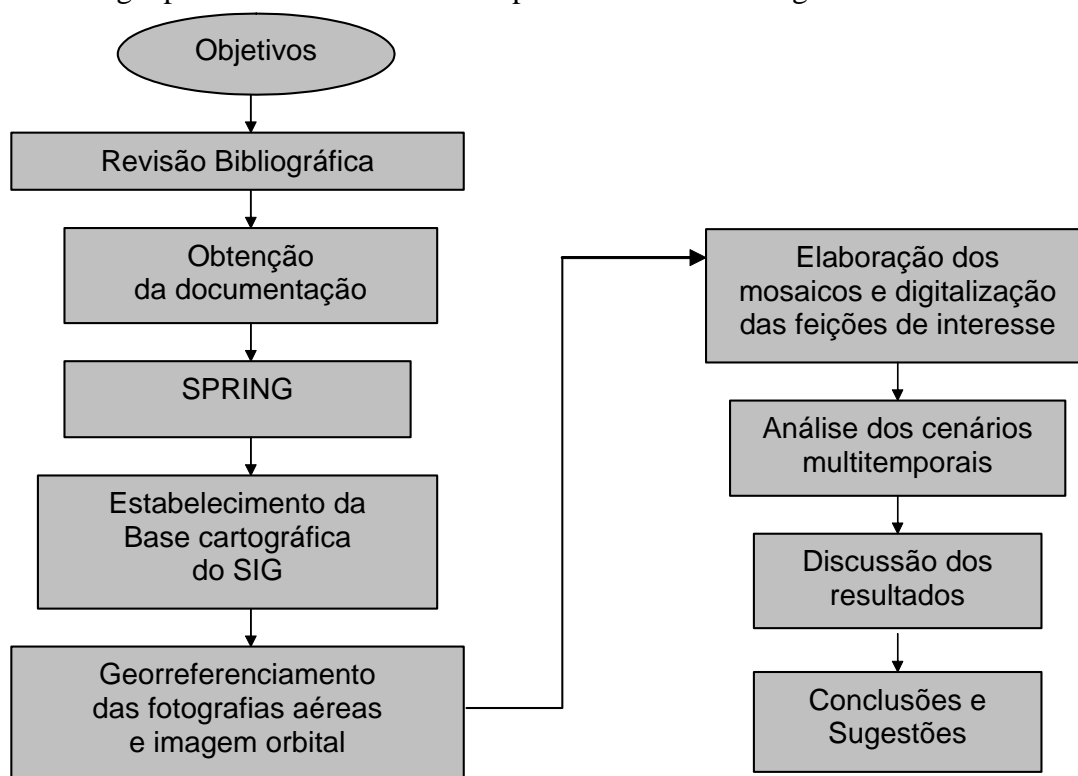 Objetivos
Revisão Bibliográfica
Obtenção
da documentação
SPRING
Estabelecimento da
Base cartográfica
do SIG
Georreferenciamento
das fotografias aéreas
e imagem orbital
Elaboração dos
mosaicos e digitalização
das feições de interesse
Análise dos cenários
multitemporais
Discussão dos
resultados
Conclusões e
Sugestões